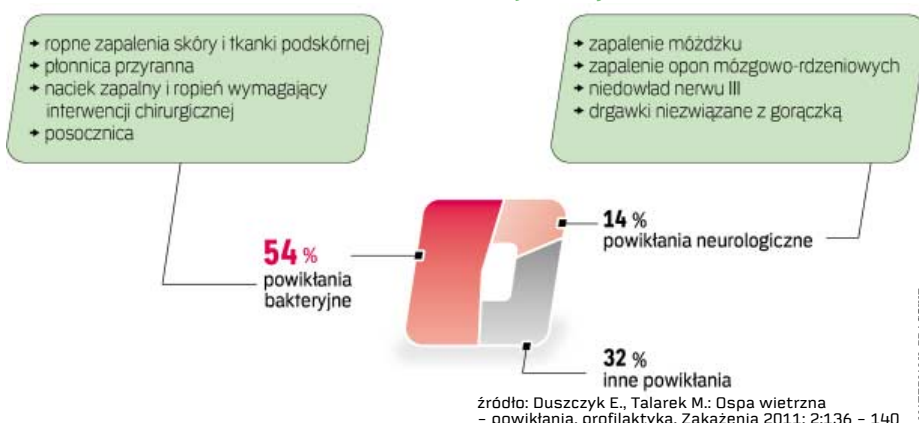 → ropne zapalenia skóry i tkanki podskórnej
→ płonnica przyranna
→ naciek zapalny i ropień wymagający
interwencji chirurgicznej
→ posocznica
→ zapalenie móżdżku
→ zapalenie opon mózgowo-rdzeniowych
→ niedowład nerwu III
→ drgawki niezwiązane z gorączką
54 %
powikłania
bakteryjne
14 %
powikłania neurologiczne
32 %
inne powikłania
źródło: Duszczyk E., Talarek M.: Ospa wietrzna
– powikłania, profilaktyka. Zakażenia 2011; 2:136 – 140